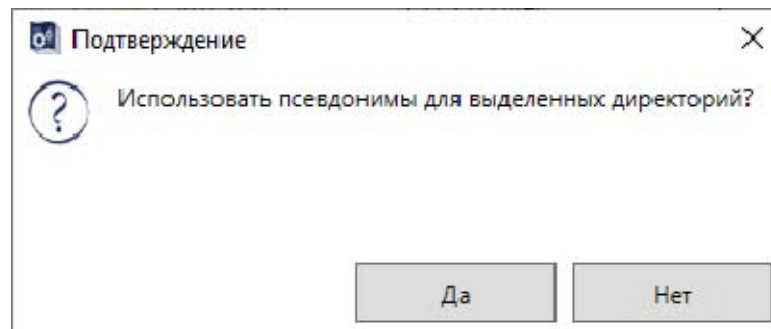 Подтверждение
Использовать псевдонимы для выделенных директорий?
Да
Нет